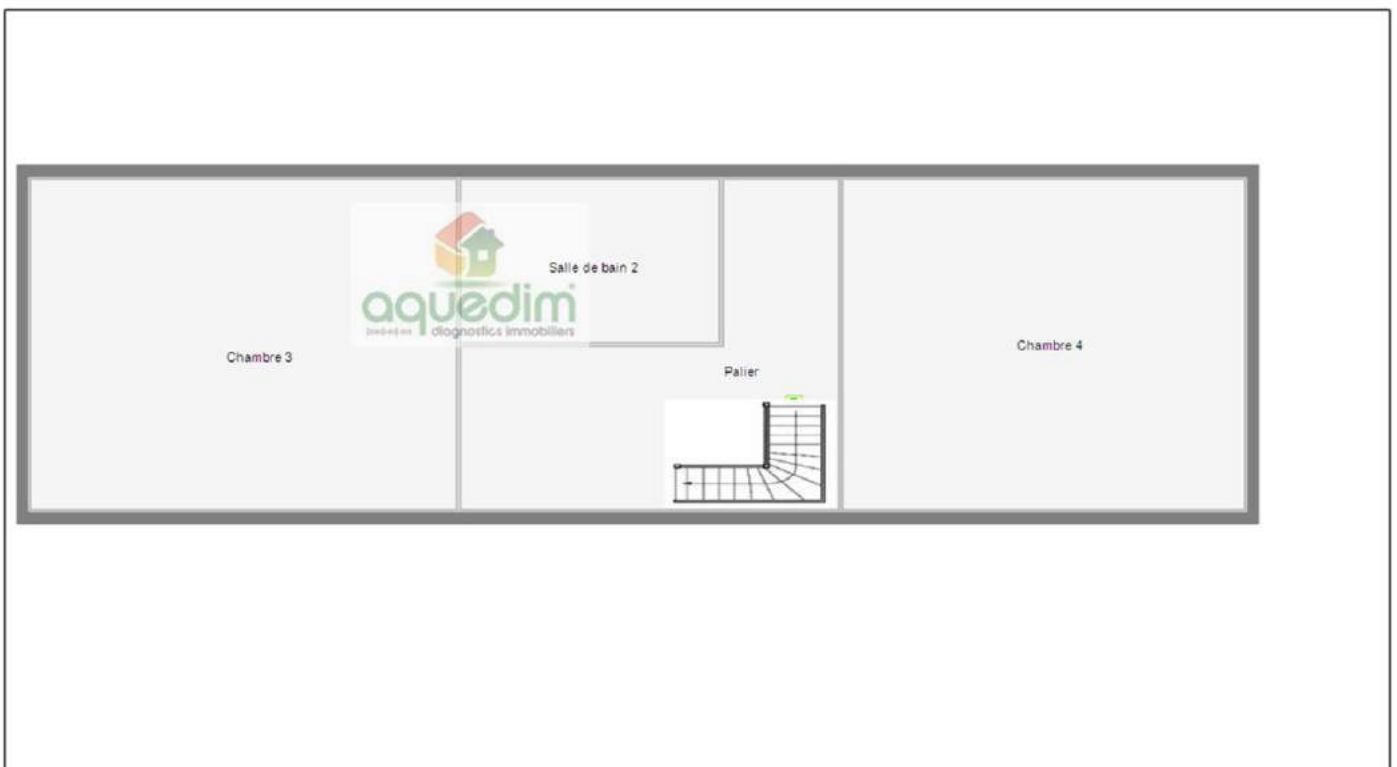 Salle de bain 2
aquedim
diagnostics immobiliers
Chambre 3
Chambre 4
Palier